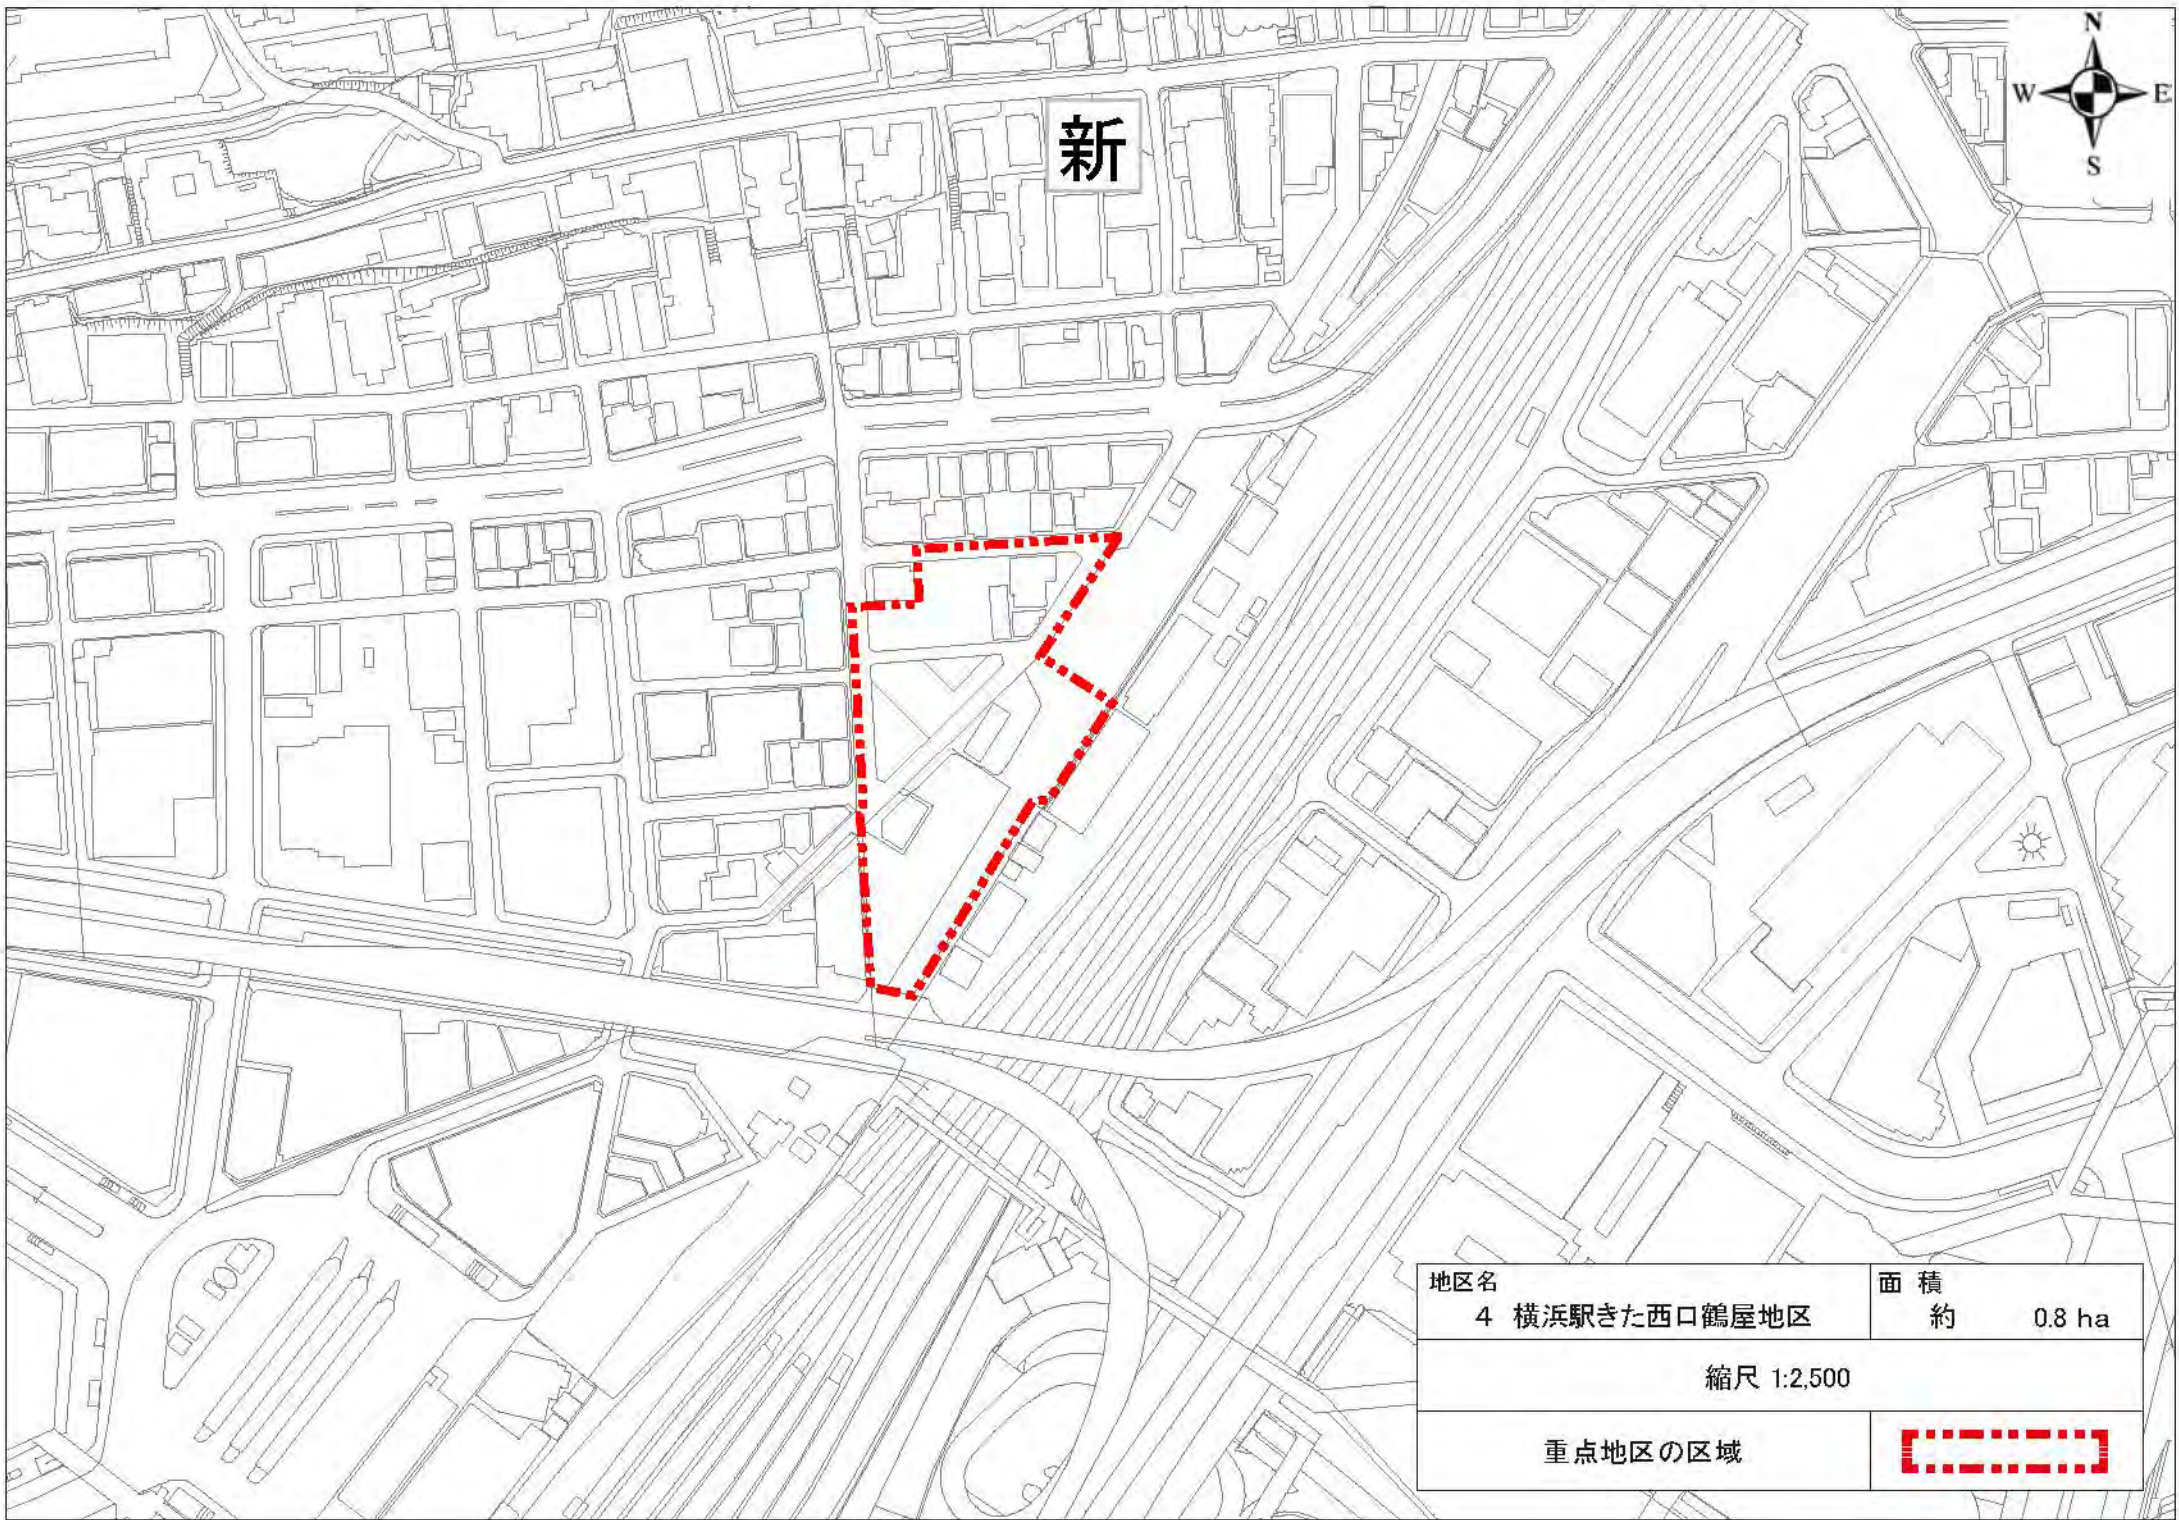 N
W E
S
新
地区名
4 横浜駅きた西口鶴屋地区
面 積
約 0.8 ha
縮尺 1:2,500
重点地区の区域